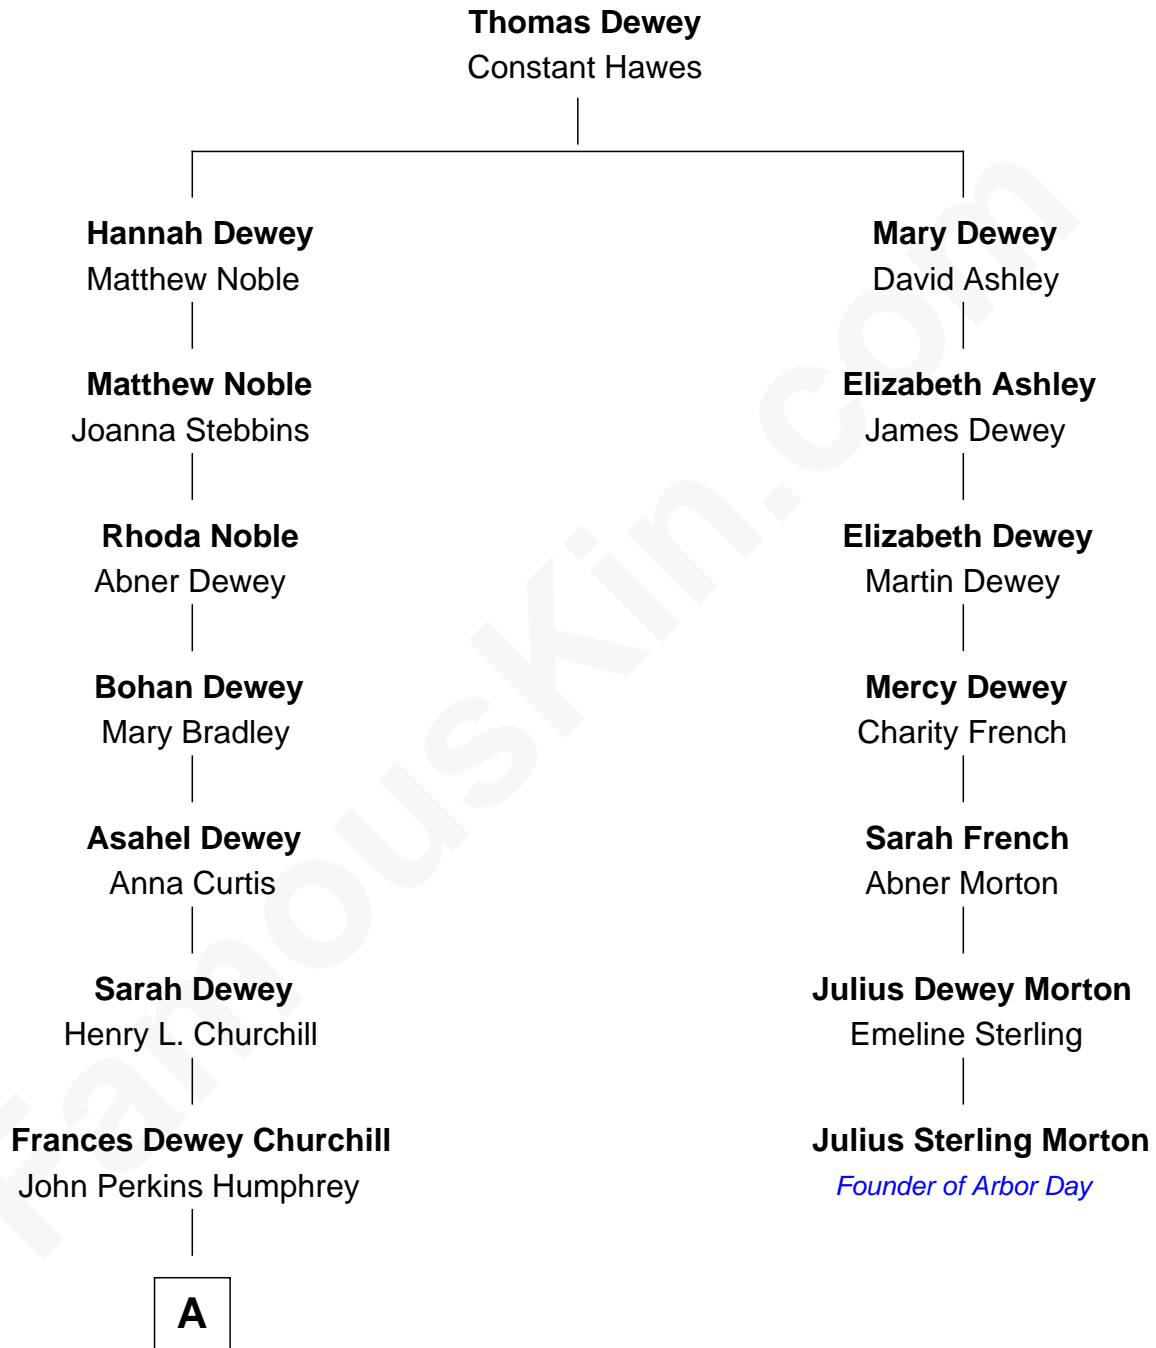 Thomas Dewey
Constant Hawes
Hannah Dewey
Matthew Noble
Mary Dewey
David Ashley
Matthew Noble
Joanna Stebbins
Elizabeth Ashley
James Dewey
Rhoda Noble
Abner Dewey
Elizabeth Dewey
Martin Dewey
Bohan Dewey
Mary Bradley
Mercy Dewey
Charity French
Asahel Dewey
Anna Curtis
Sarah French
Abner Morton
Sarah Dewey
Henry L. Churchill
Julius Dewey Morton
Emeline Sterling
Frances Dewey Churchill
John Perkins Humphrey
Julius Sterling Morton
Founder of Arbor Day
A
FamousKin.com